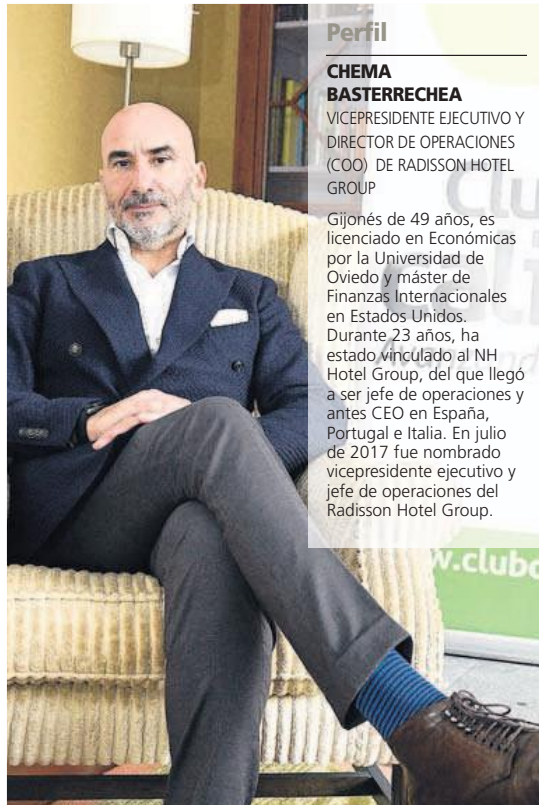 Perfil
CHEMA
BASTERRECHEA
VICEPRESIDENTE EJECUTIVO Y
DIRECTOR DE OPERACIONES
(COO) DE RADISSON HOTEL
GROUP
Gijonés de 49 años, es
licenciado en Económicas
por la Universidad de
Oviedo y máster de
Finanzas Internacionales
en Estados Unidos.
Durante 23 años, ha
estado vinculado al NH
Hotel Group, del que llegó
a ser jefe de operaciones y
antes CEO en España,
Portugal e Italia. En julio
de 2017 fue nombrado
vicepresidente ejecutivo y
jefe de operaciones del
Radisson Hotel Group.